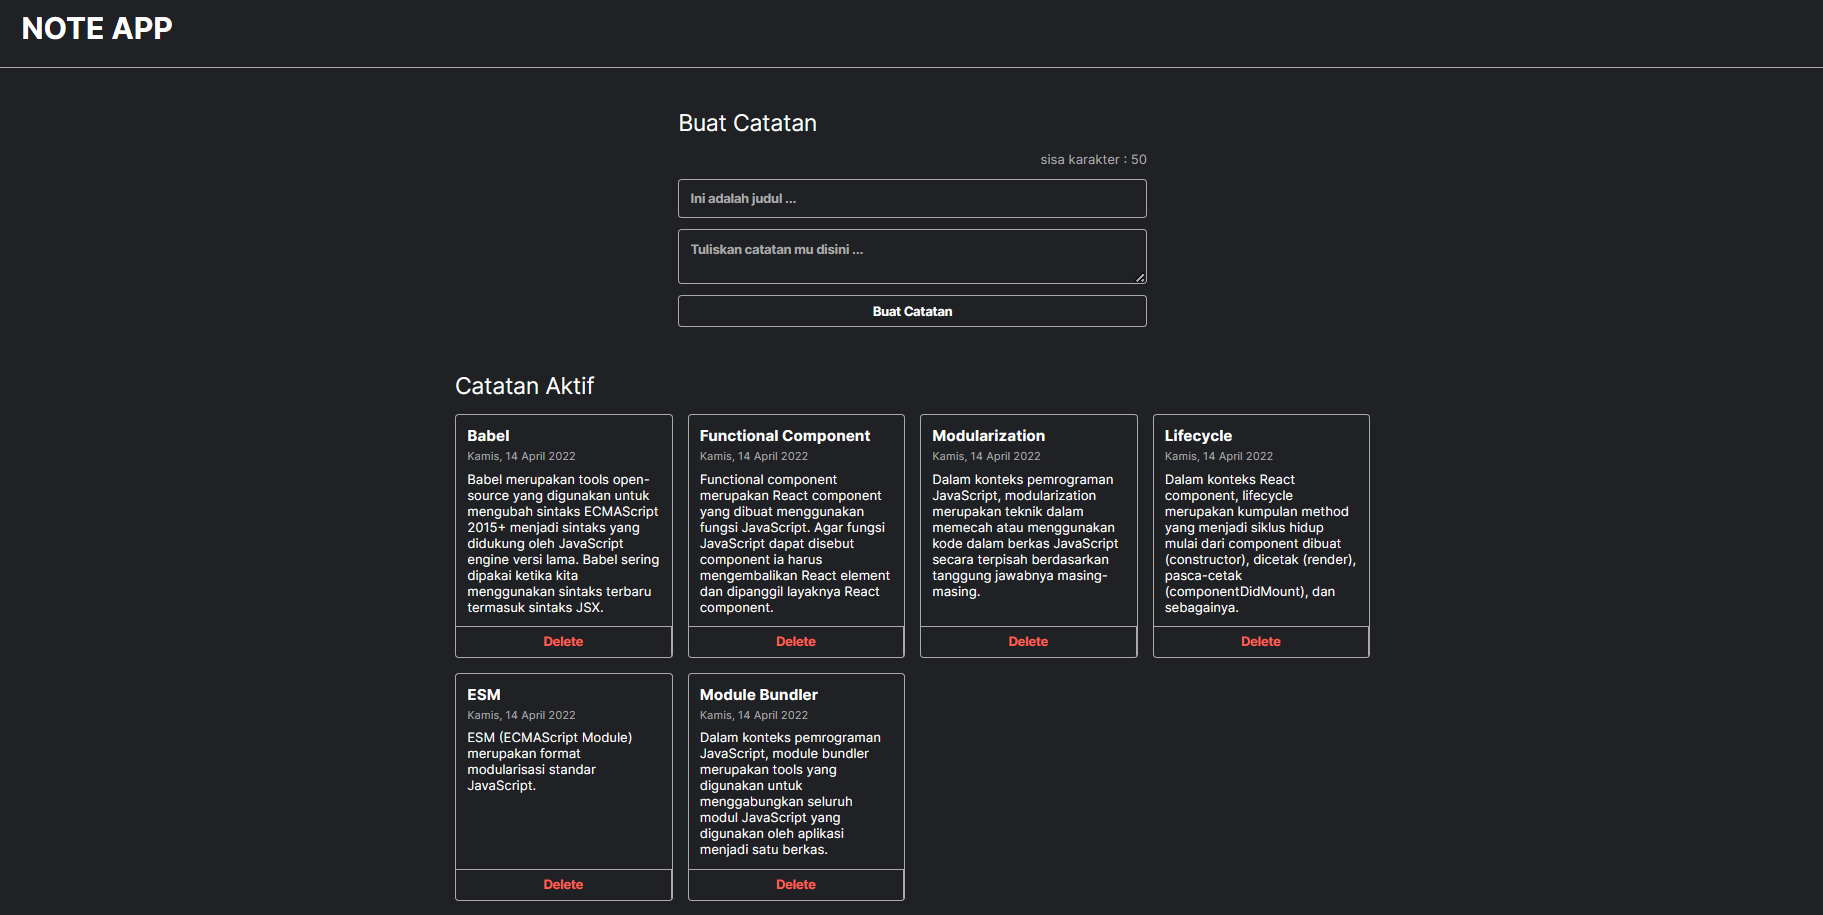 NOTE APP
Buat Catatan
sisa karakter : 50
Ini adalah judul ...
Tuliskan catatan mu disini ...
Buat Catatan
Catatan Aktif
Babel
Kamis, 14 April 2022
Babel merupakan tools open-
source yang digunakan untuk
mengubah sintaks ECMAScript
2015+ menjadi sintaks yang
didukung oleh JavaScript
engine versi lama. Babel sering
dipakai ketika kita
menggunakan sintaks terbaru
termasuk sintaks JSX.
Delete
Functional Component
Kamis, 14 April 2022
Functional component
merupakan React component
yang dibuat menggunakan
fungsi JavaScript. Agar fungsi
JavaScript dapat disebut
component ia harus
mengembalikan React element
dan dipanggil layaknya React
component.
Delete
Modularization
Kamis, 14 April 2022
Dalam konteks pemrograman
JavaScript, modularization
merupakan teknik dalam
memecah atau menggunakan
kode dalam berkas JavaScript
secara terpisah berdasarkan
tanggung jawabnya masing-
masing.
Delete
Lifecycle
Kamis, 14 April 2022
Dalam konteks React
component, lifecycle
merupakan kumpulan method
yang menjadi siklus hidup
mulai dari component dibuat
(constructor), dicetak (render),
pasca-cetak
(componentDidMount), dan
sebagainya.
Delete
ESM
Kamis, 14 April 2022
ESM (ECMAScript Module)
merupakan format
modularisasi standar
JavaScript.
Delete
Module Bundler
Kamis, 14 April 2022
Dalam konteks pemrograman
JavaScript, module bundler
merupakan tools yang
digunakan untuk
menggabungkan seluruh
modul JavaScript yang
digunakan oleh aplikasi
menjadi satu berkas.
Delete